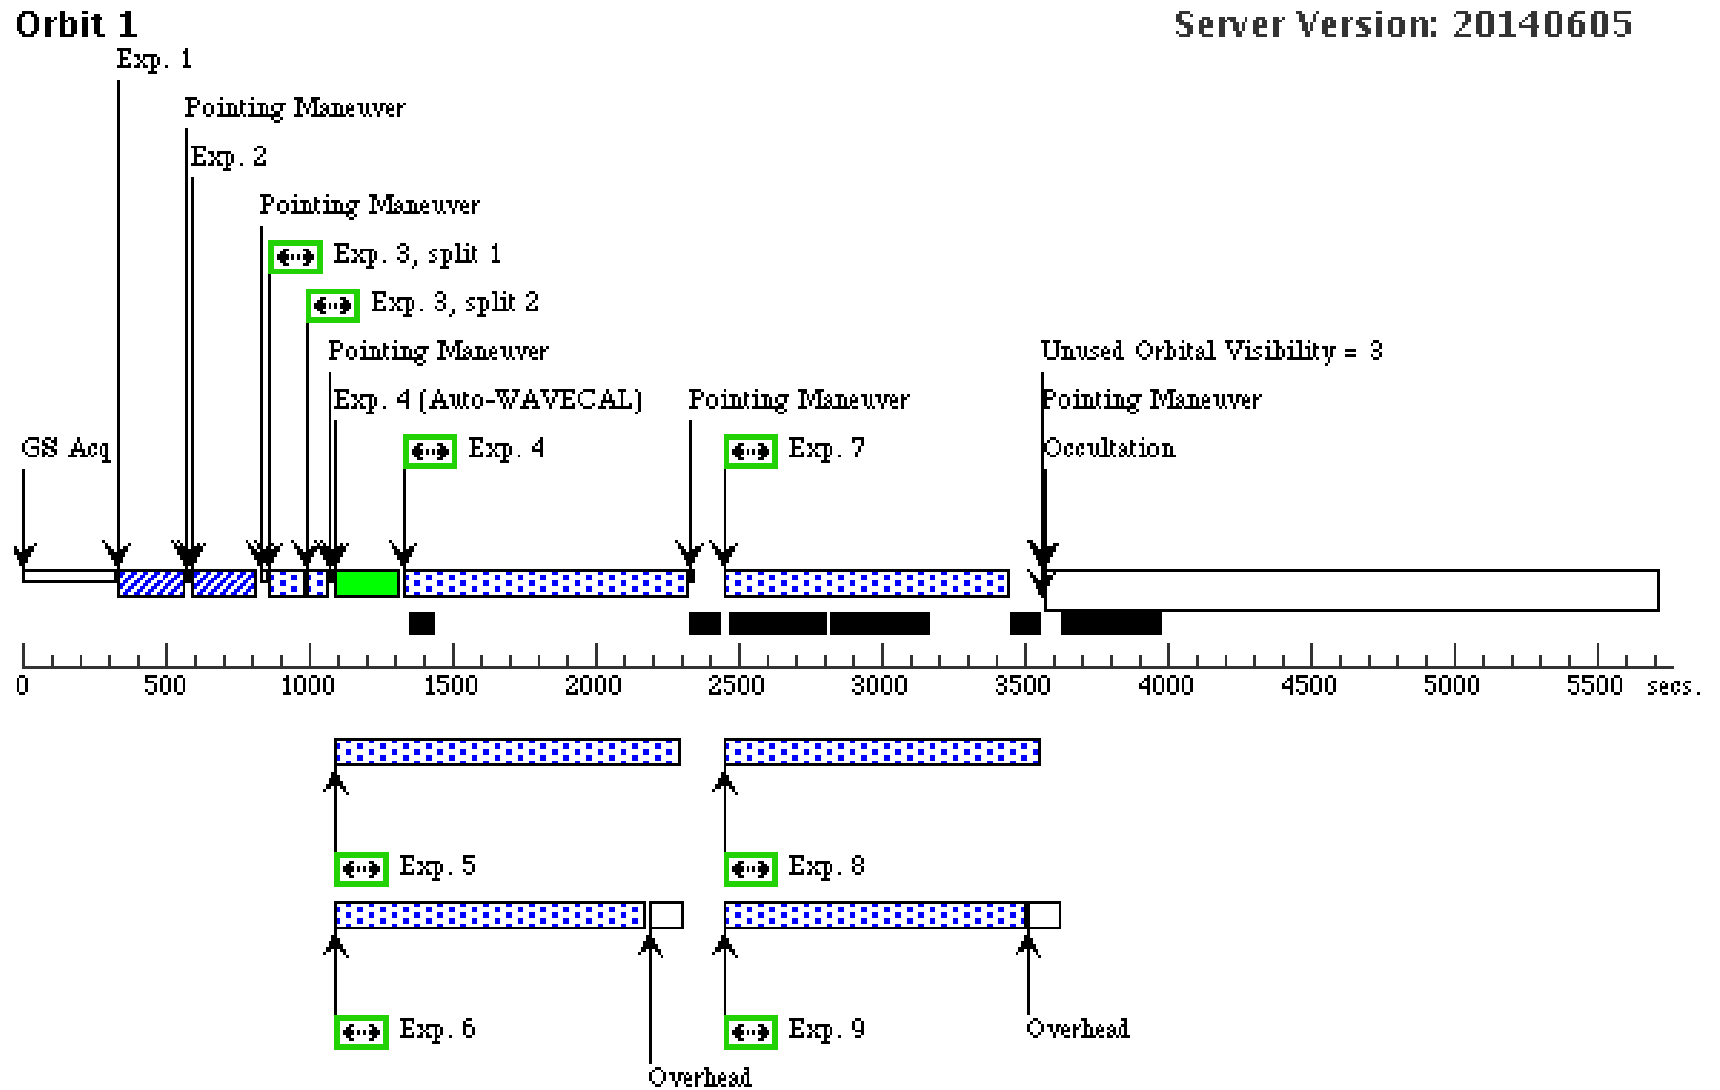 Orbit 1
Server Version: 20140605
Exp. 1
Pointing Maneuver
Exp. 2
Pointing Maneuver
Exp. 3, split 1
Exp. 3, split 2
Pointing Maneuver
Unused Orbital Visibility = 3
Exp. 4 (Auto-WAVECAL)
Pointing Maneuver
Pointing Maneuver
GS Acq
Exp. 4
Exp. 7
Occultation
0 500 1000 1500 2000 2500 3000 3500 4000 4500 5000 5500 secs.
Exp. 5
Exp. 8
Exp. 6
Exp. 9
Overhead
Overhead